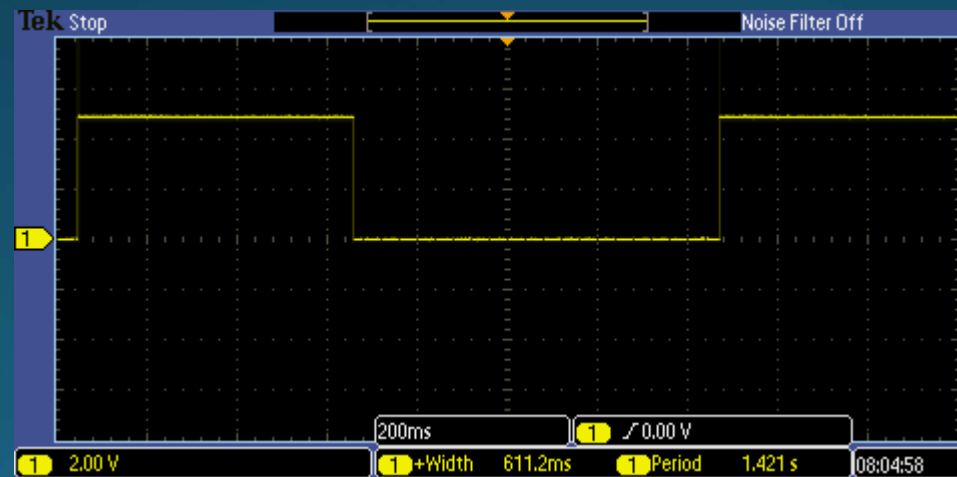 Tek Stop
Noise Filter Off
1
200ms
1 0.00 V
1 2.00 V
1 +Width 611.2ms
1 Period 1.421 s
08:04:58